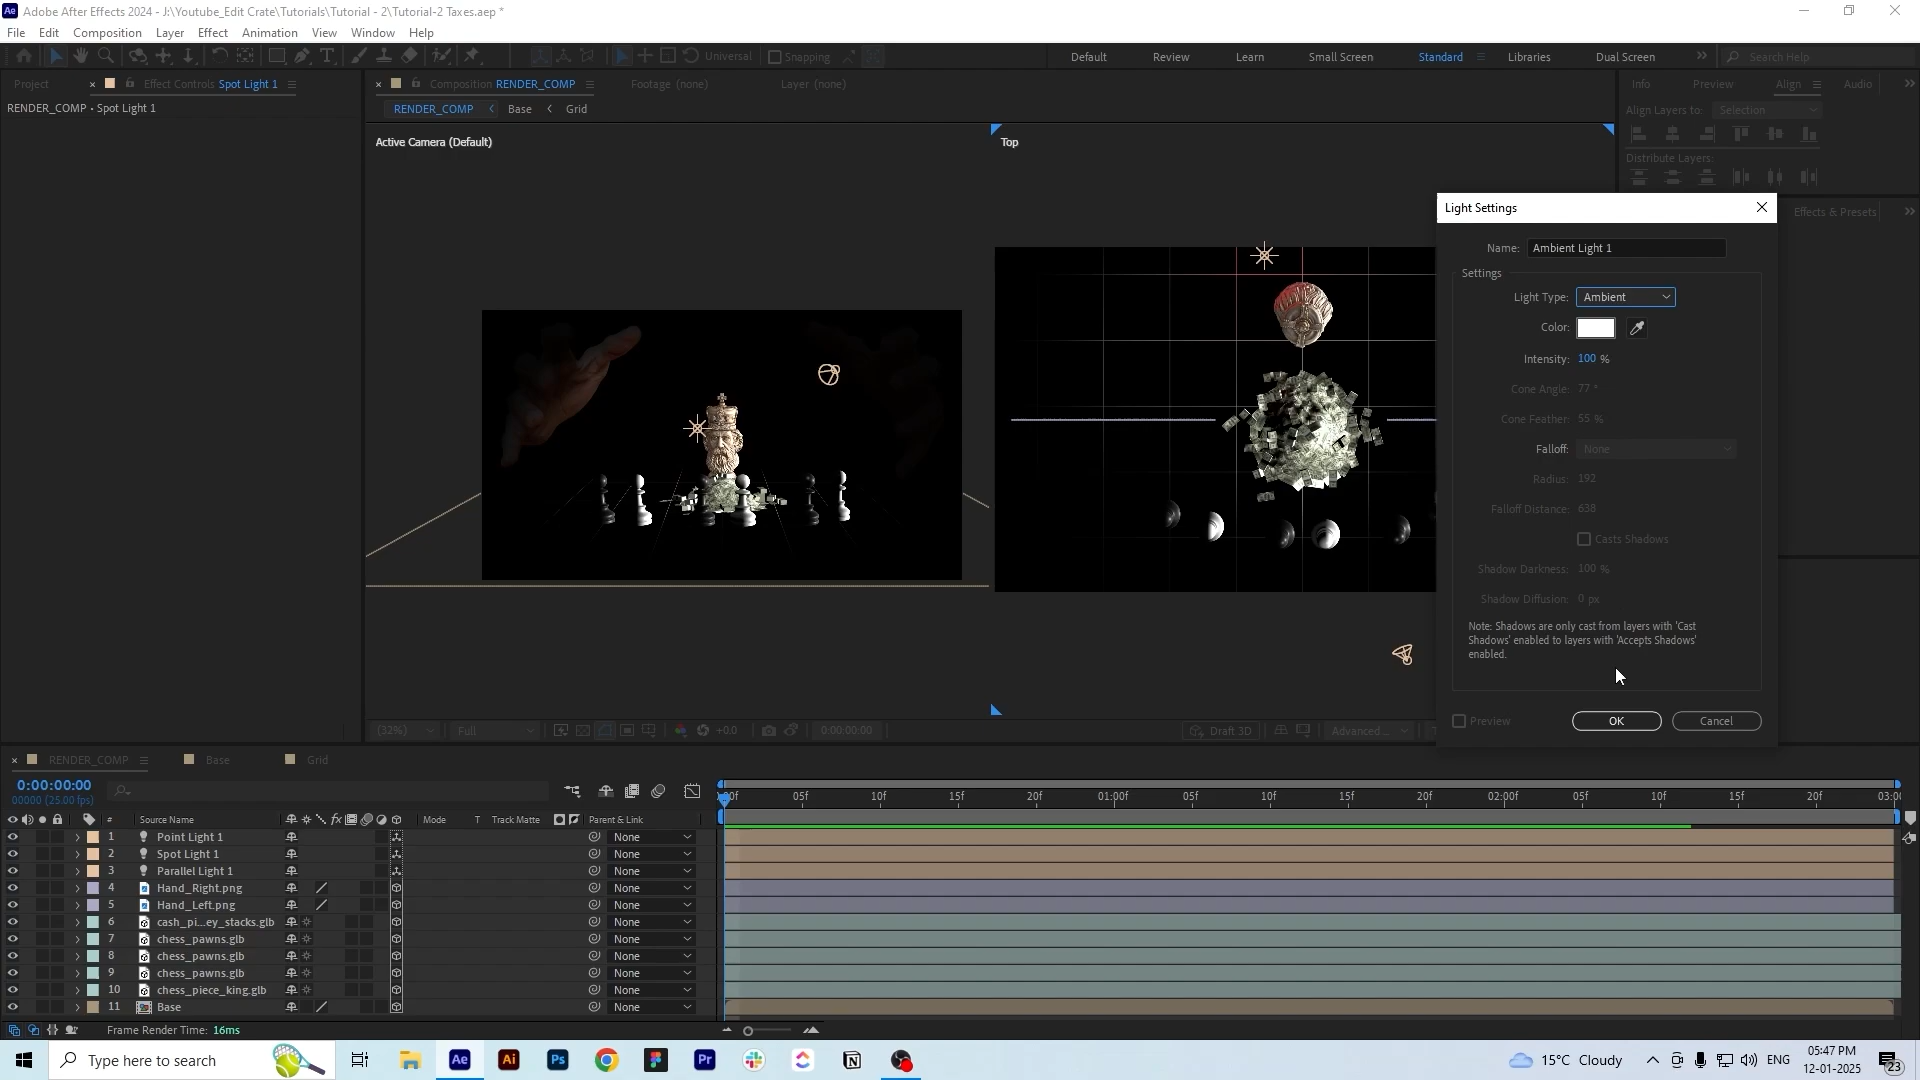 Adobe After Effects 2024 - J:\Youtube_Edit Crate\Tutorials\Tutorial - 2\Tutorial-2 Taxes.aep *
File Edit Composition Layer Effect Animation View Window Help
Universal Snapping Default Review Learn Small Screen Standard Libraries Dual Screen Search Help
Project Effect Controls Spot Light 1
RENDER_COMP • Spot Light 1
Composition RENDER_COMP Footage (none) Layer (none)
RENDER_COMP Base Grid
Active Camera (Default)
Top
Info Preview Align Audio
Align Layers to: Selection
Distribute Layers:
Effects & Presets
Light Settings
Name: Ambient Light 1
Settings
Light Type: Ambient
Color:
Intensity: 100 %
Cone Angle: 77 °
Cone Feather: 55 %
Falloff: None
Radius: 192
Falloff Distance: 638
Casts Shadows
Shadow Darkness: 100 %
Shadow Diffusion: 0 px
Note: Shadows are only cast from layers with 'Cast
Shadows' enabled to layers with 'Accepts Shadows'
enabled.
Preview OK Cancel
(32%) Full +0.0 0:00:00:00 Draft 3D Advanced...
RENDER_COMP Base Grid
0:00:00:00
00000 (25.00 fps)
05f 10f 15f 20f 01:00f 05f 10f 15f 20f 02:00f 05f 10f 15f 20f
# Source Name Mode T Track Matte Parent & Link
1 Point Light 1 None
2 Spot Light 1 None
3 Parallel Light 1 None
4 Hand_Right.png None
5 Hand_Left.png None
6 cash_pi...ey_stacks.glb None
7 chess_pawns.glb None
8 chess_pawns.glb None
9 chess_pawns.glb None
10 chess_piece_king.glb None
11 Base None
Frame Render Time: 16ms
Type here to search
Ae Ai Ps Pr
15°C Cloudy ENG 05:47 PM
12-01-2025
23